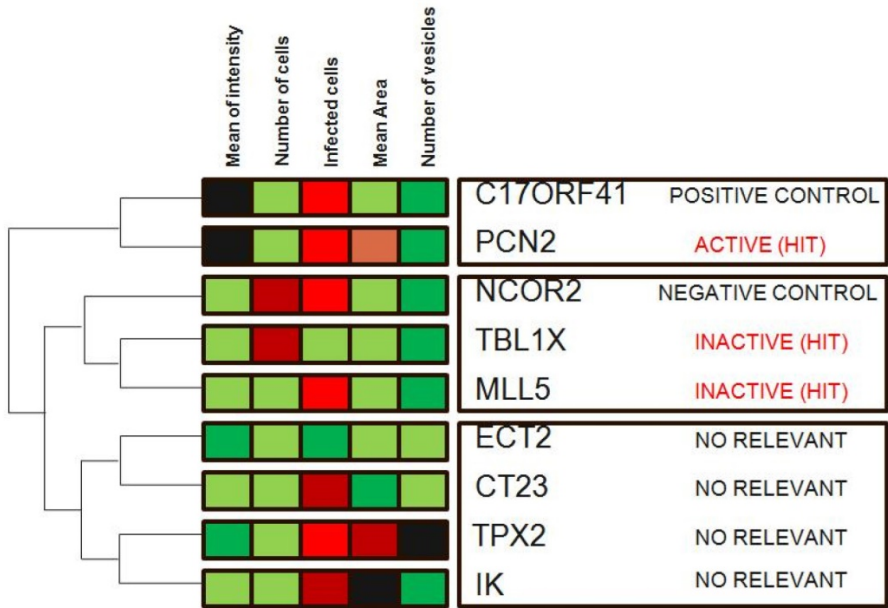 Mean of intensity
Number of cells
Infected cells
Mean Area
Number of vesicles
C17ORF41 POSITIVE CONTROL
PCN2 ACTIVE (HIT)
NCOR2 NEGATIVE CONTROL
TBL1X INACTIVE (HIT)
MLL5 INACTIVE (HIT)
ECT2 NO RELEVANT
CT23 NO RELEVANT
TPX2 NO RELEVANT
IK NO RELEVANT